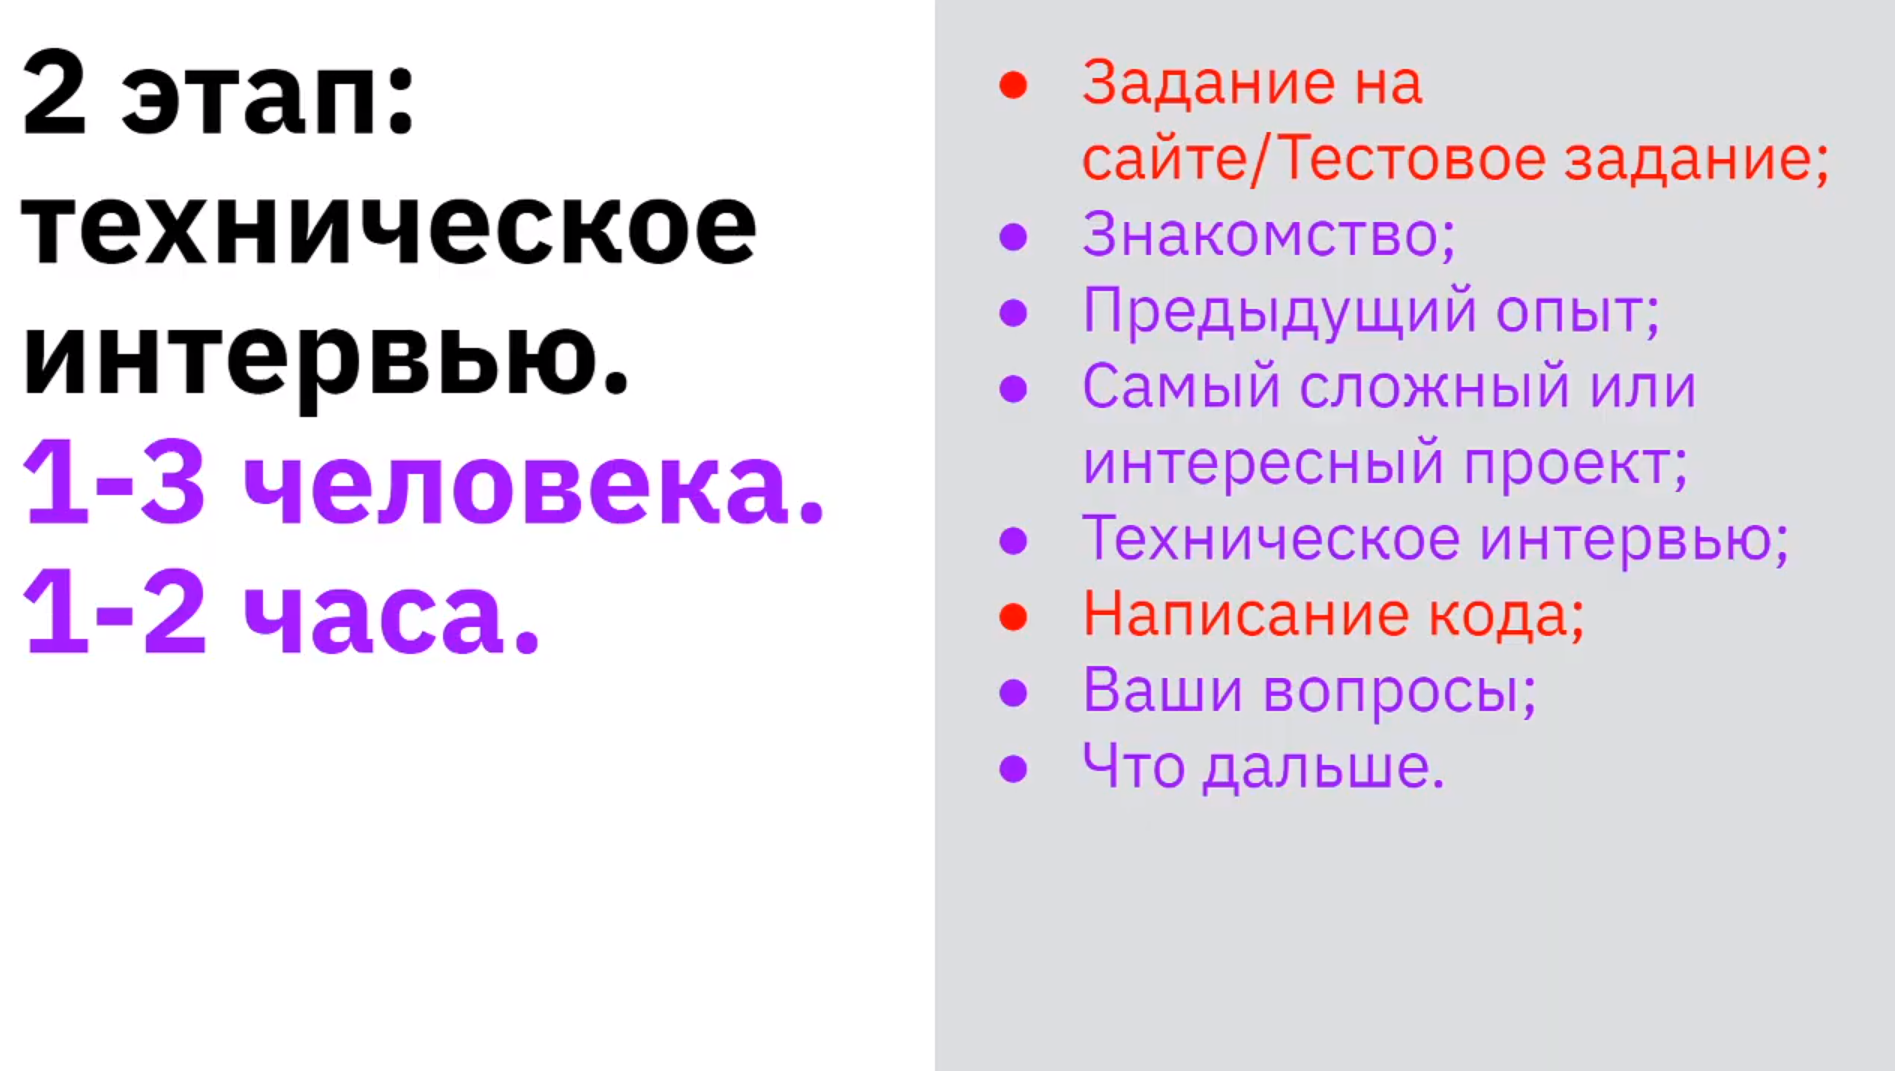 2 этап:
техническое
интервью.
1-3 человека.
1-2 часа.
● Задание на
сайте/Тестовое задание;
● Знакомство;
● Предыдущий опыт;
● Самый сложный или
интересный проект;
● Техническое интервью;
● Написание кода;
● Ваши вопросы;
● Что дальше.